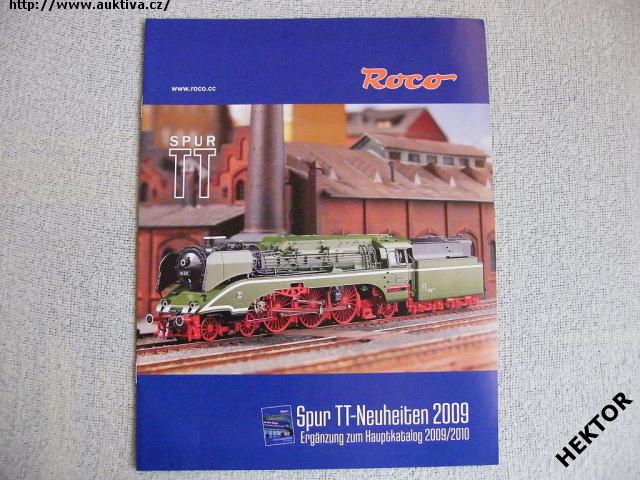 http://www.auktiva.cz/
www.roco.cc
Roco
SPUR
TT
Spur TT-Neuheiten 2009
Ergänzung zum Hauptkatalog 2009/2010
HEKTOR